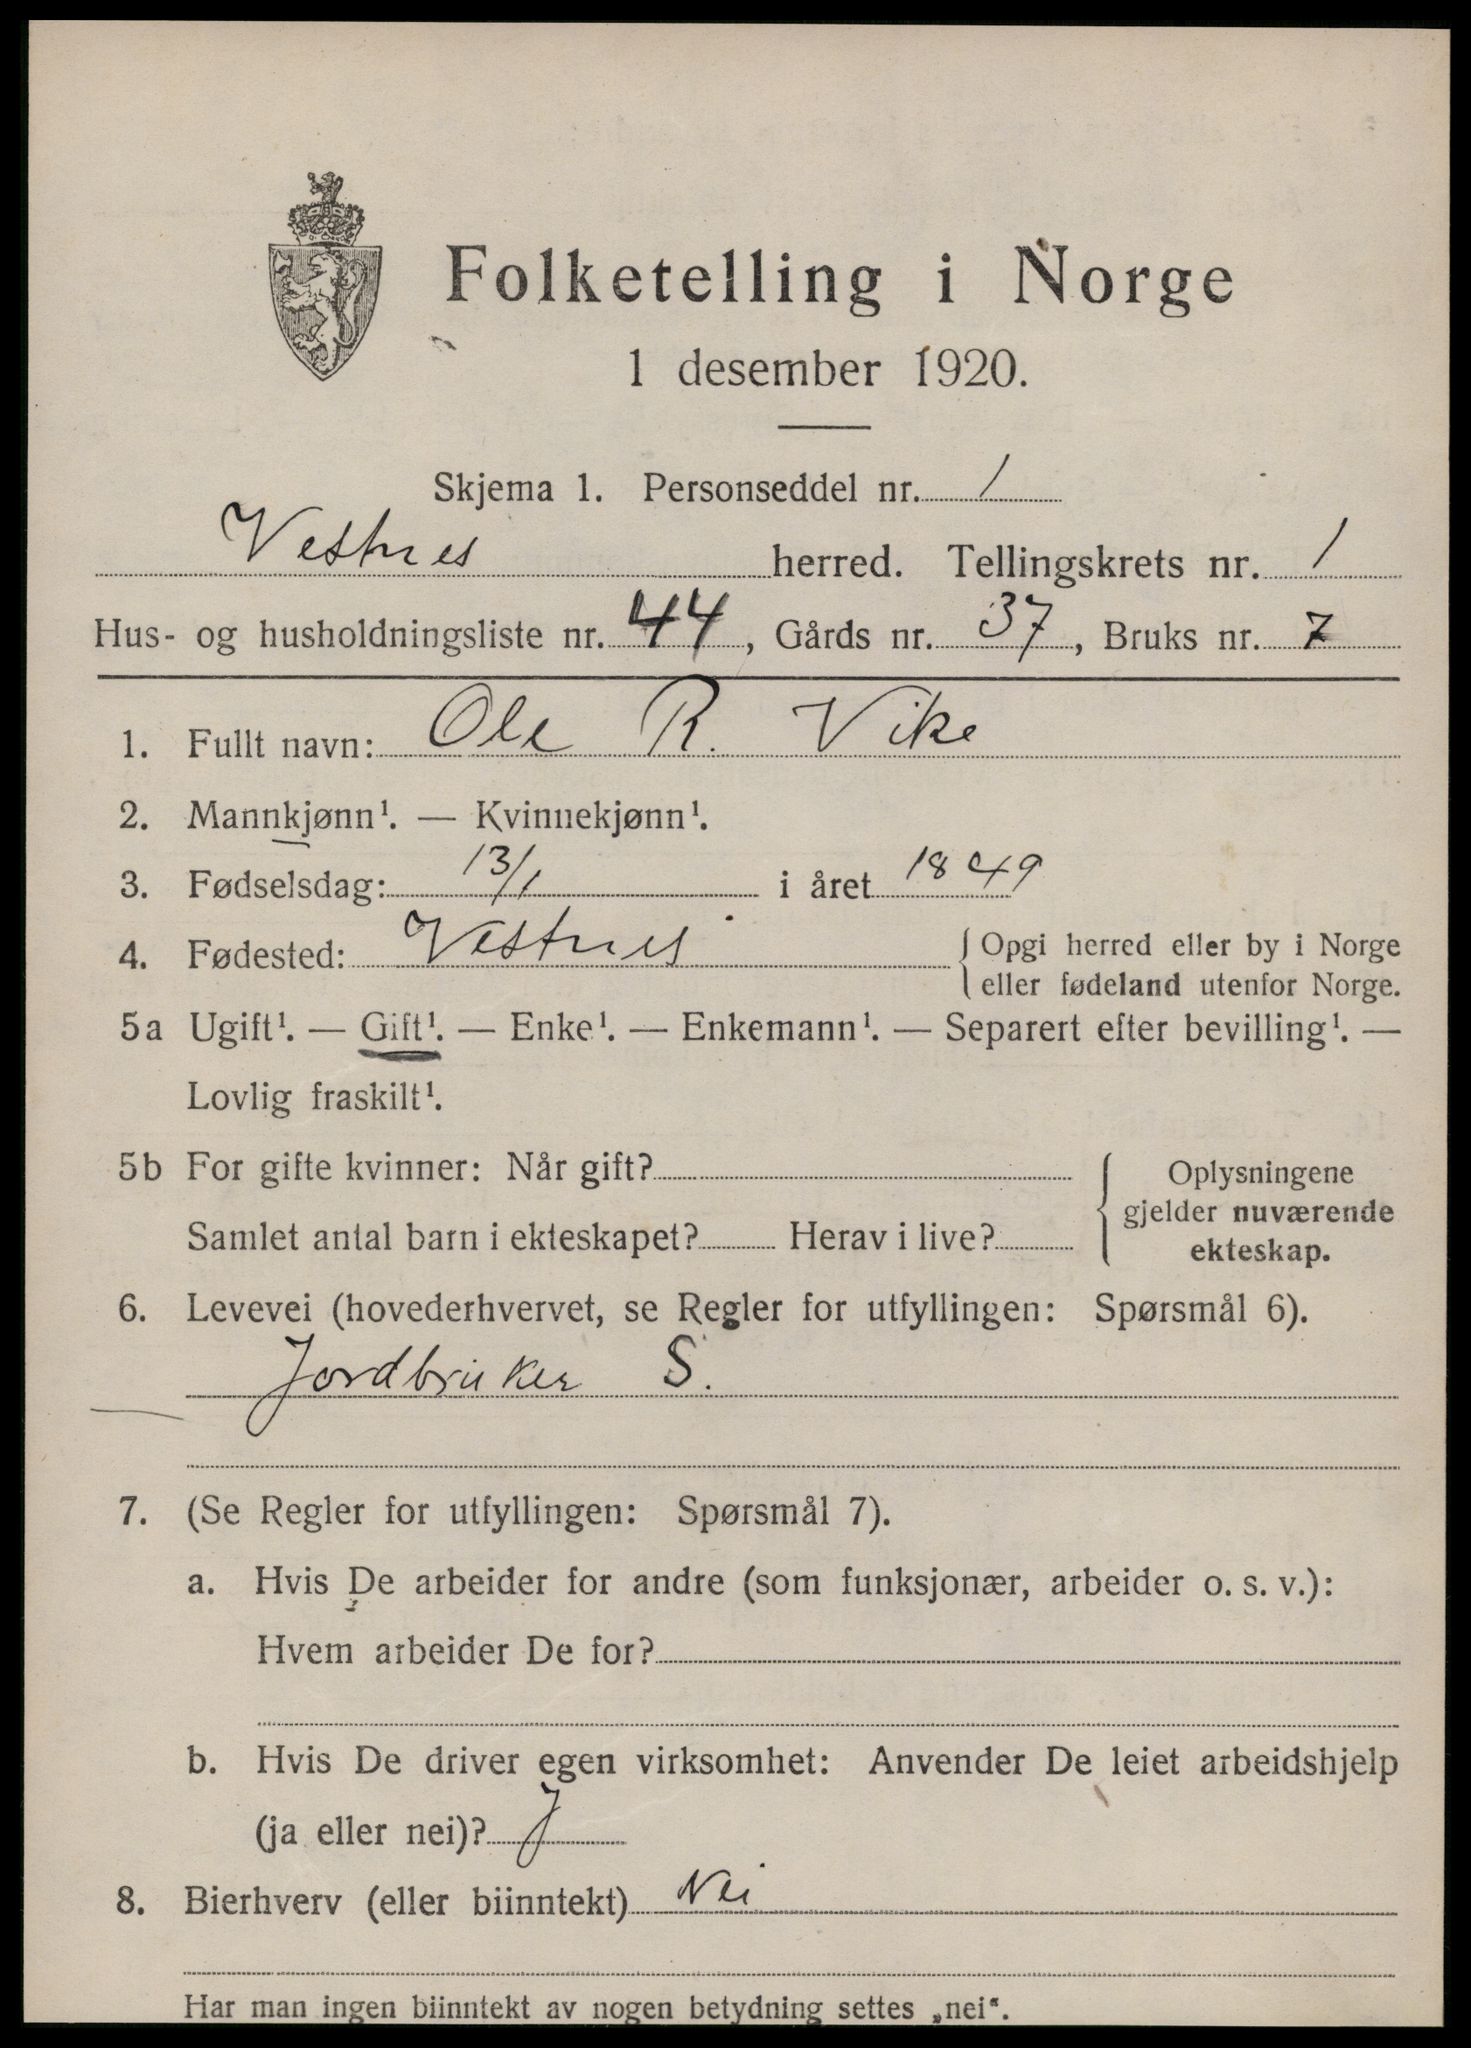 Folketelling i Norge
1 desember 1920.
Skjema 1. Personseddel nr. 1
Vestnes herred. Tellingskrets nr. 1
Hus- og husholdningsliste nr. 44, Gårds nr. 37, Bruks nr. 7
1. Fullt navn: Ole R. Vike
2. Mannkjønn¹. — Kvinnekjønn¹.
3. Fødselsdag: 13/1 i året 1849
4. Fødested: Vestnes { Opgi herred eller by i Norge
eller fødeland utenfor Norge.
5a Ugift¹. — Gift¹. — Enke¹. — Enkemann¹. — Separert efter bevilling¹. —
Lovlig fraskilt¹.
5b For gifte kvinner: Når gift?
Samlet antal barn i ekteskapet? Herav i live?
{ Oplysningene
gjelder nuværende
ekteskap.
6. Levevei (hovederhvervet, se Regler for utfyllingen: Spørsmål 6).
Jordbruker S.
7. (Se Regler for utfyllingen: Spørsmål 7).
a. Hvis De arbeider for andre (som funksjonær, arbeider o. s. v.):
Hvem arbeider De for?
b. Hvis De driver egen virksomhet: Anvender De leiet arbeidshjelp
(ja eller nei)? J
8. Bierhverv (eller biinntekt) Nei
Har man ingen biinntekt av nogen betydning settes „nei“.